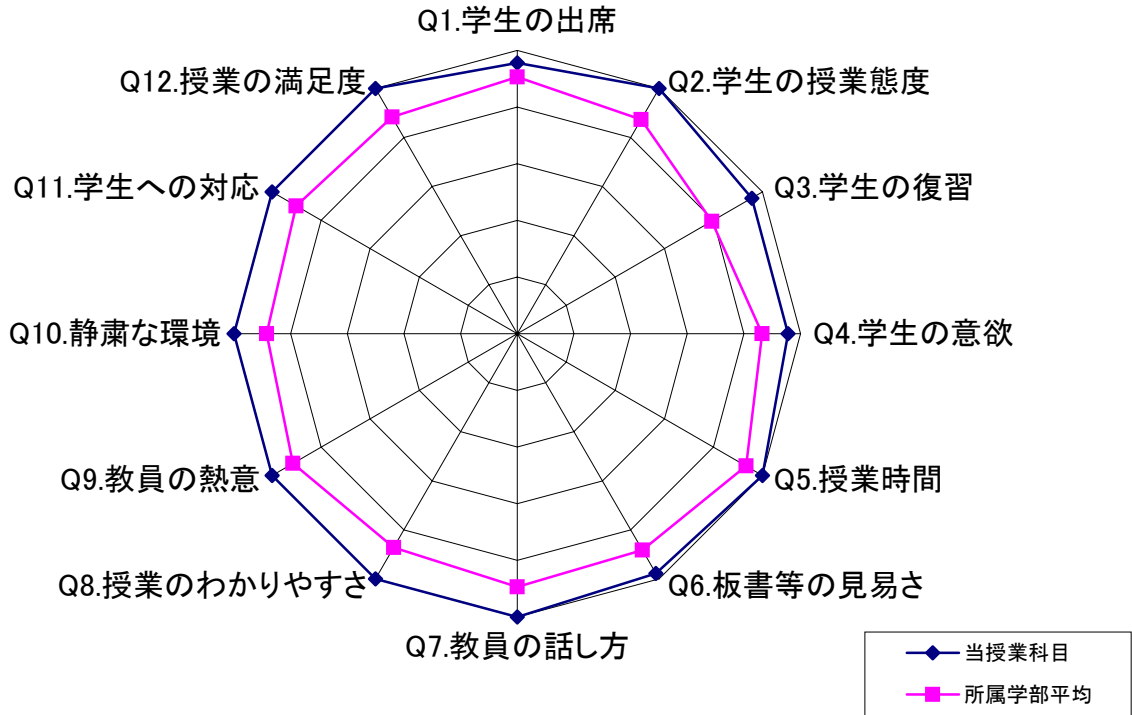 Q1.学生の出席
Q2.学生の授業態度
Q3.学生の復習
Q4.学生の意欲
Q5.授業時間
Q6.板書等の見易さ
Q7.教員の話し方
Q8.授業のわかりやすさ
Q9.教員の熱意
Q10.静粛な環境
Q11.学生への対応
Q12.授業の満足度
当授業科目
所属学部平均